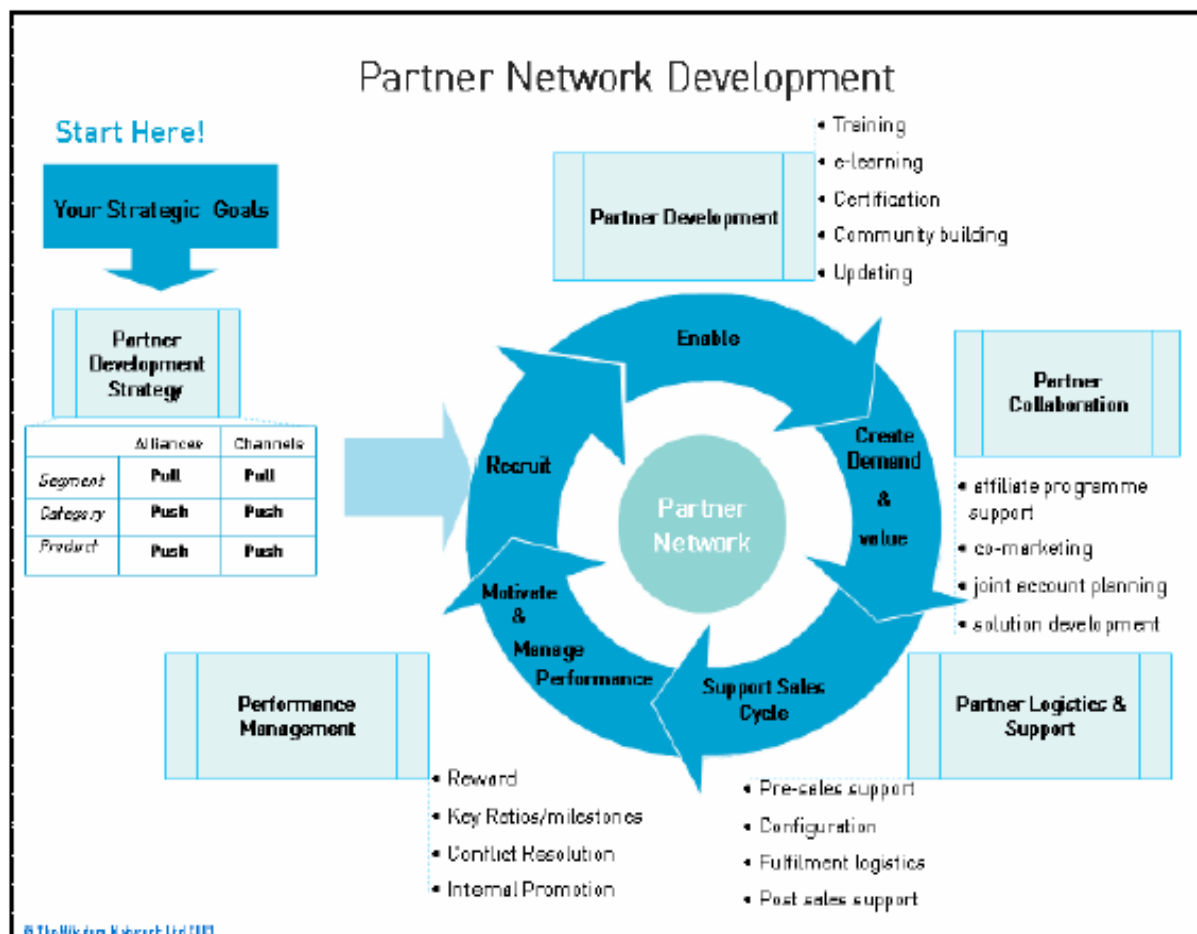 Partner Network Development
Start Here!
Your Strategic Goals
Partner
Development
Strategy
Alliances Channels
Segment Pull Pull
Category Push Push
Product Push Push
Partner Development
• Training
• e-learning
• Certification
• Community building
• Updating
Enable
Recruit
Create
Demand
&
value
Partner
Network
Motivate
&
Manage
Performance
Support Sales
Cycle
Partner
Collaboration
• affiliate programme
support
• co-marketing
• joint account planning
• solution development
Performance
Management
• Reward
• Key Ratios/milestones
• Conflict Resolution
• Internal Promotion
Partner Logistics &
Support
• Pre-sales support
• Configuration
• Fulfilment logistics
• Post sales support
© The Network Ltd